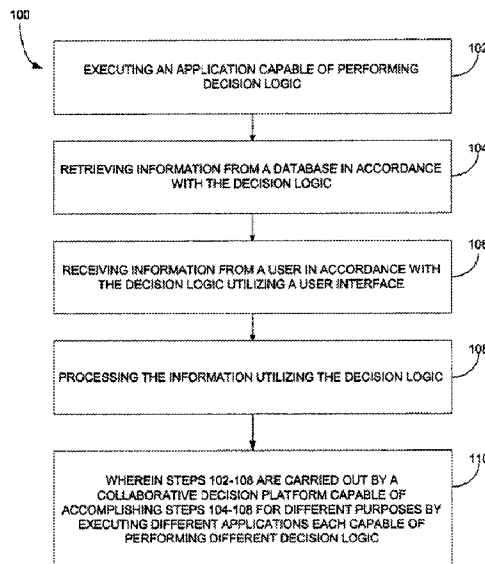 100
102
EXECUTING AN APPLICATION CAPABLE OF PERFORMING
DECISION LOGIC
104
RETRIEVING INFORMATION FROM A DATABASE IN ACCORDANCE
WITH THE DECISION LOGIC
106
RECEIVING INFORMATION FROM A USER IN ACCORDANCE WITH
THE DECISION LOGIC UTILIZING A USER INTERFACE
108
PROCESSING THE INFORMATION UTILIZING THE DECISION LOGIC
110
WHEREIN STEPS 102-108 ARE CARRIED OUT BY A
COLLABORATIVE DECISION PLATFORM CAPABLE OF
ACCOMPLISHING STEPS 104-108 FOR DIFFERENT PURPOSES BY
EXECUTING DIFFERENT APPLICATIONS EACH CAPABLE OF
PERFORMING DIFFERENT DECISION LOGIC